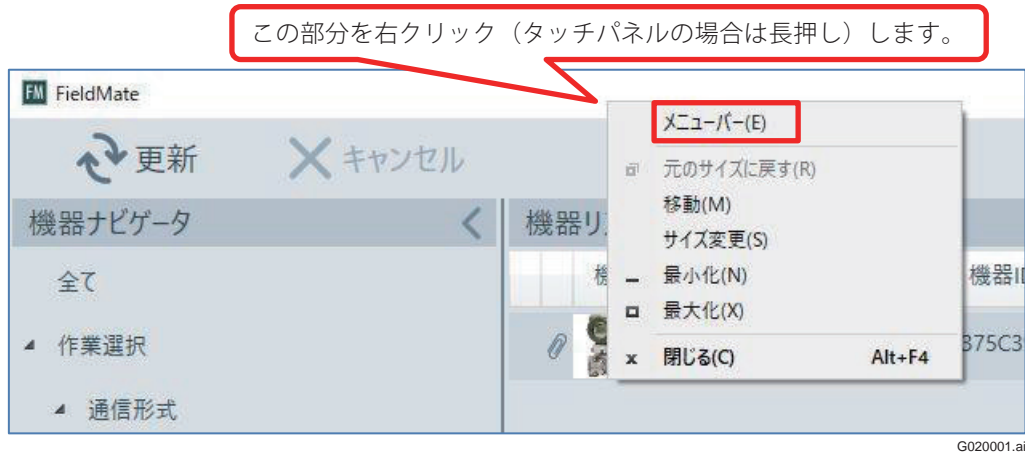 この部分を右クリック（タッチパネルの場合は長押し）します。
FM FieldMate
更新 キャンセル
メニューバー(E)
元のサイズに戻す(R)
移動(M)
サイズ変更(S)
最小化(N)
最大化(X)
閉じる(C) Alt+F4
機器ナビゲータ
全て
作業選択
通信形式
機器リ
機
機器ID
375C3
G020001.ai